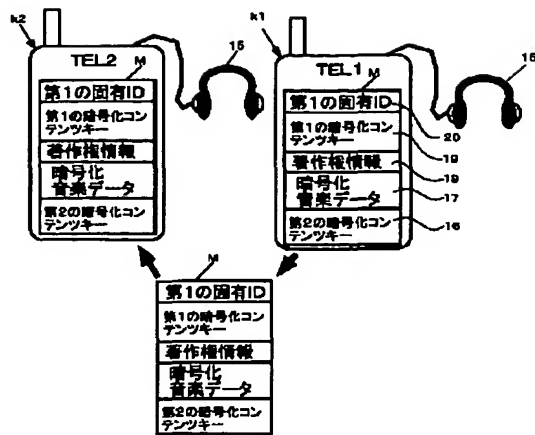 k2
TEL2
M
15
第1の固有ID
第1の暗号化コン
テンツキー
著作権情報
暗号化
音楽データ
第2の暗号化コン
テンツキー
k1
TEL1
M
15
第1の固有ID
20
第1の暗号化コン
テンツキー
19
著作権情報
19
暗号化
音楽データ
17
第2の暗号化コン
テンツキー
16
M
第1の固有ID
第1の暗号化コン
テンツキー
著作権情報
暗号化
音楽データ
第2の暗号化コン
テンツキー